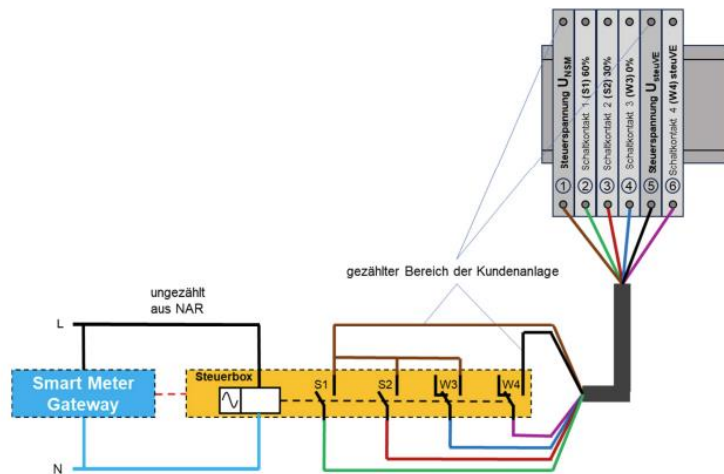 Steuerspannung U_NSM
Schaltkontakt 1 (S1) 60%
Schaltkontakt 2 (S2) 30%
Schaltkontakt 3 (W3) 0%
Steuerspannung U_steuVE
Schaltkontakt 4 (W4) steuVE
1 2 3 4 5 6
gezählter Bereich der Kundenanlage
ungezählt
aus NAR
L
Steuerbox
Smart Meter
Gateway
S1 S2 W3 W4
N